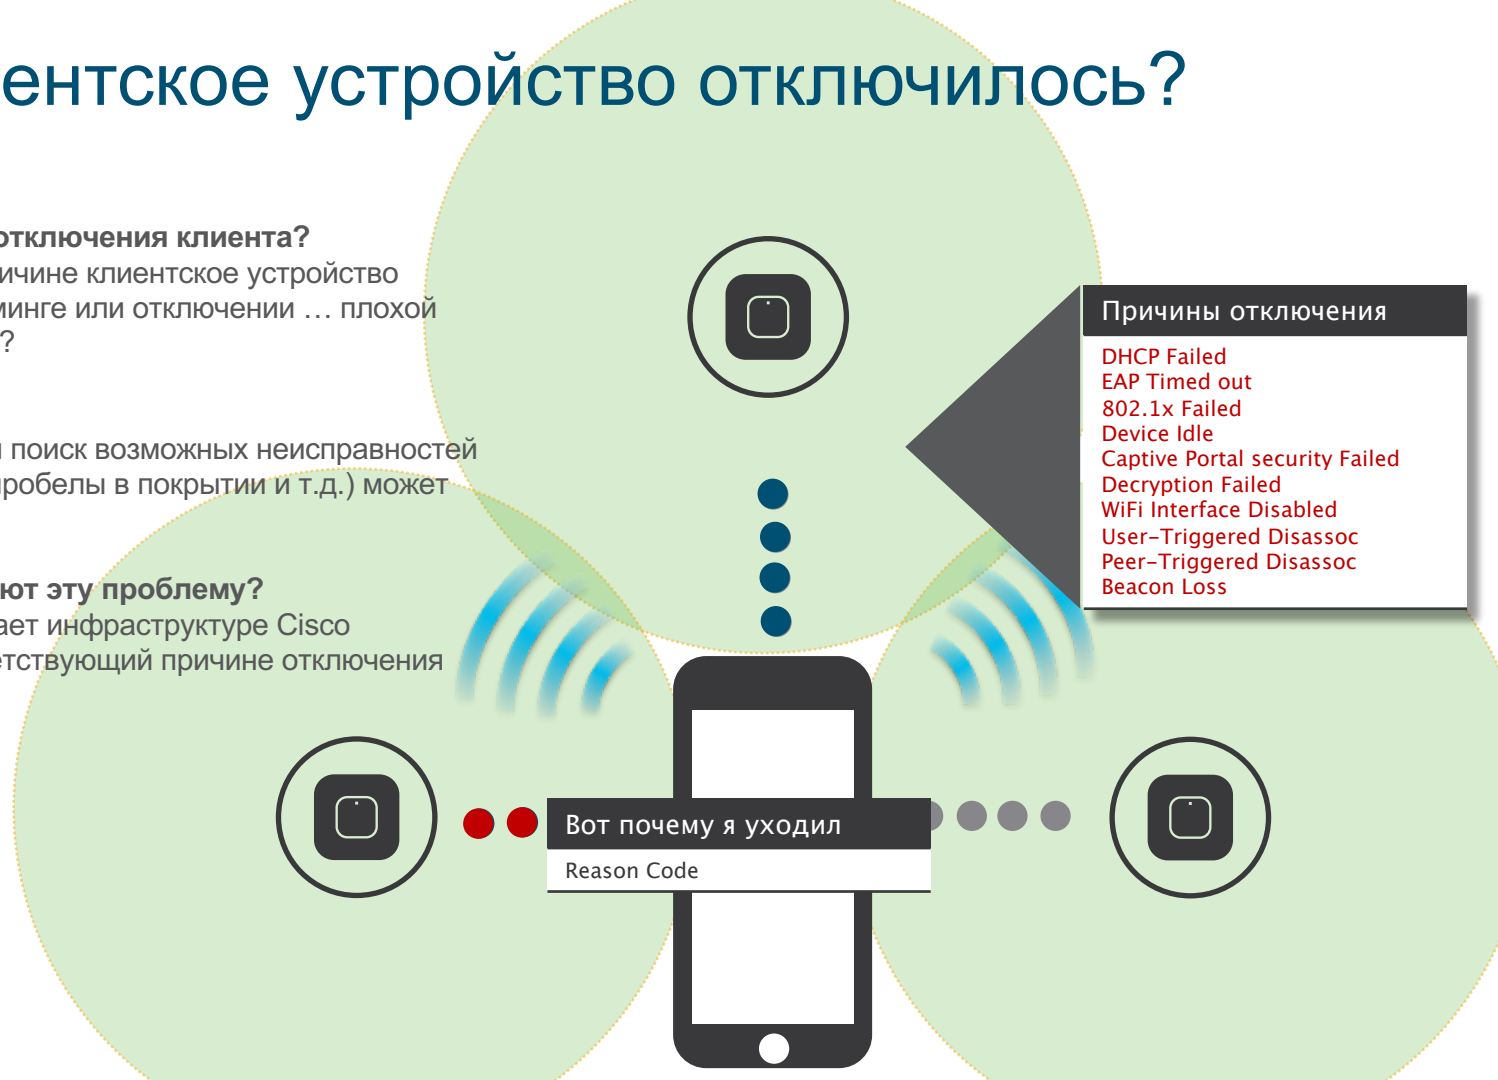 ентское устройство отключилось?
отключения клиента?
ичине клиентское устройство
минге или отключении … плохой
?
Причины отключения
DHCP Failed
EAP Timed out
802.1x Failed
Device Idle
Captive Portal security Failed
Decryption Failed
WiFi Interface Disabled
User-Triggered Disassoc
Peer-Triggered Disassoc
Beacon Loss
поиск возможных неисправностей
робелы в покрытии и т.д.) может
ют эту проблему?
ает инфраструктуре Cisco
етствующий причине отключения
Вот почему я уходил
Reason Code